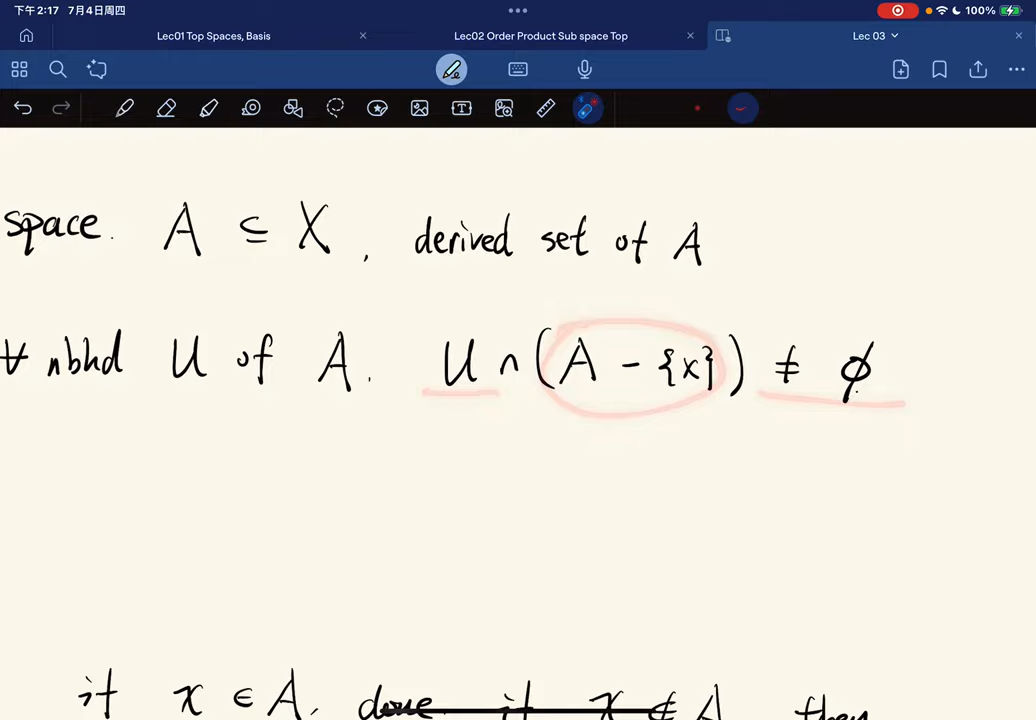 下午2:17 7月4日周四
100%
Lec01 Top Spaces, Basis
Lec02 Order Product Sub space Top
Lec 03
space. A ⊆ X, derived set of A
∀ nbhd U of A. U ∩ (A - {x}) ≠ ϕ
if x ∈ A, done. if x ∉ A then